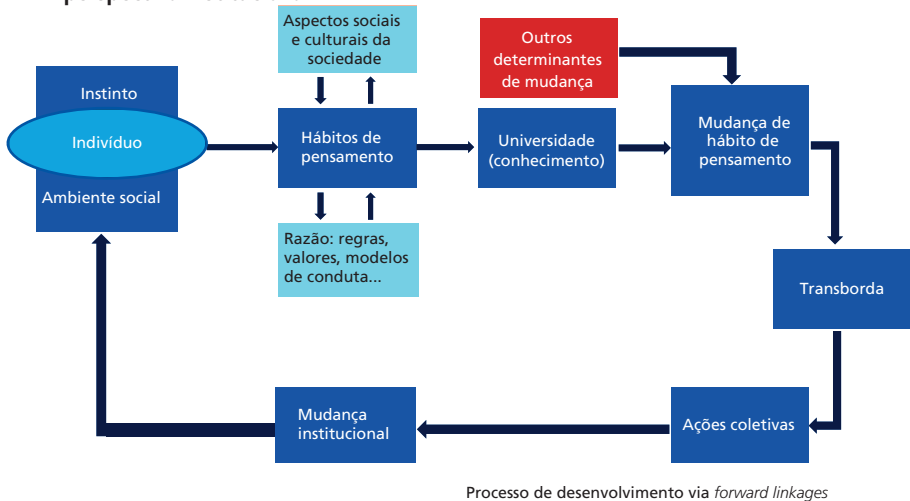 Aspectos sociais
e culturais da
sociedade
Outros
determinantes
de mudança
Instinto
Indivíduo
Ambiente social
Hábitos de
pensamento
Universidade
(conhecimento)
Mudança de
hábito de
pensamento
Razão: regras,
valores, modelos
de conduta...
Transborda
Mudança
institucional
Ações coletivas
Processo de desenvolvimento via forward linkages